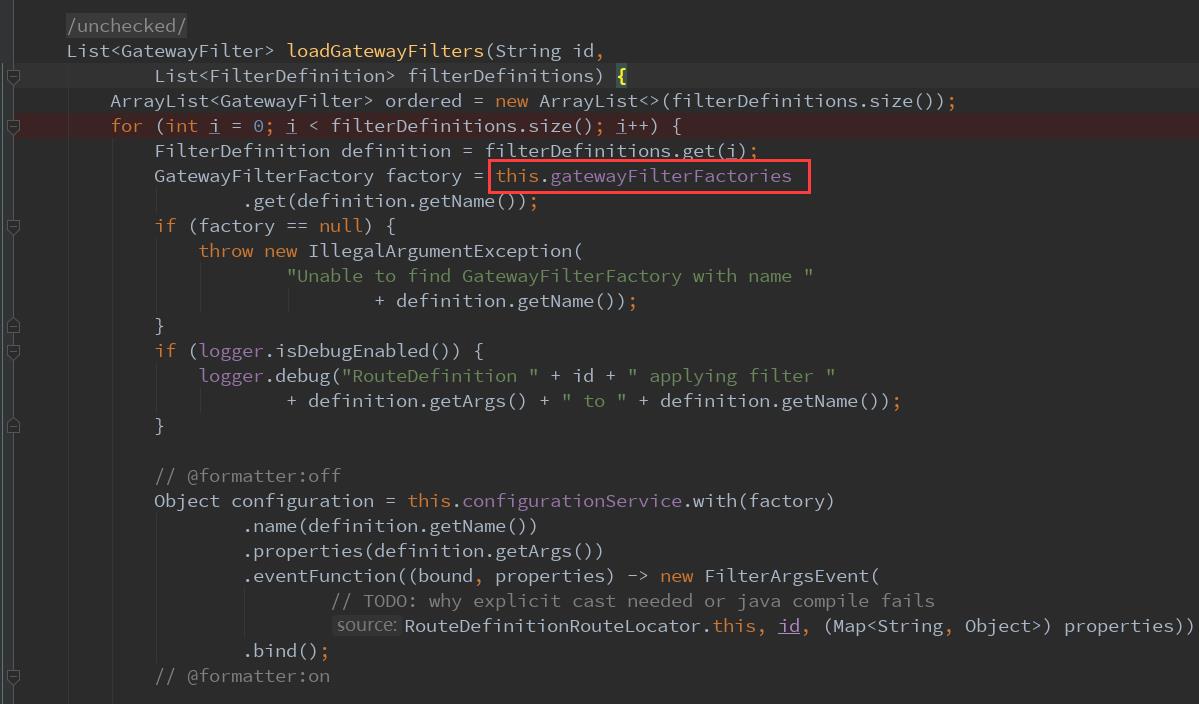 /unchecked/
List<GatewayFilter> loadGatewayFilters(String id,
        List<FilterDefinition> filterDefinitions) {
    ArrayList<GatewayFilter> ordered = new ArrayList<>(filterDefinitions.size());
    for (int i = 0; i < filterDefinitions.size(); i++) {
        FilterDefinition definition = filterDefinitions.get(i);
        GatewayFilterFactory factory = this.gatewayFilterFactories
                .get(definition.getName());
        if (factory == null) {
            throw new IllegalArgumentException(
                    "Unable to find GatewayFilterFactory with name "
                            + definition.getName());
        }
        if (logger.isDebugEnabled()) {
            logger.debug("RouteDefinition " + id + " applying filter "
                    + definition.getArgs() + " to " + definition.getName());
        }
        // @formatter:off
        Object configuration = this.configurationService.with(factory)
                .name(definition.getName())
                .properties(definition.getArgs())
                .eventFunction((bound, properties) -> new FilterArgsEvent(
                        // TODO: why explicit cast needed or java compile fails
                        source: RouteDefinitionRouteLocator.this, id, (Map<String, Object>) properties))
                .bind();
        // @formatter:on